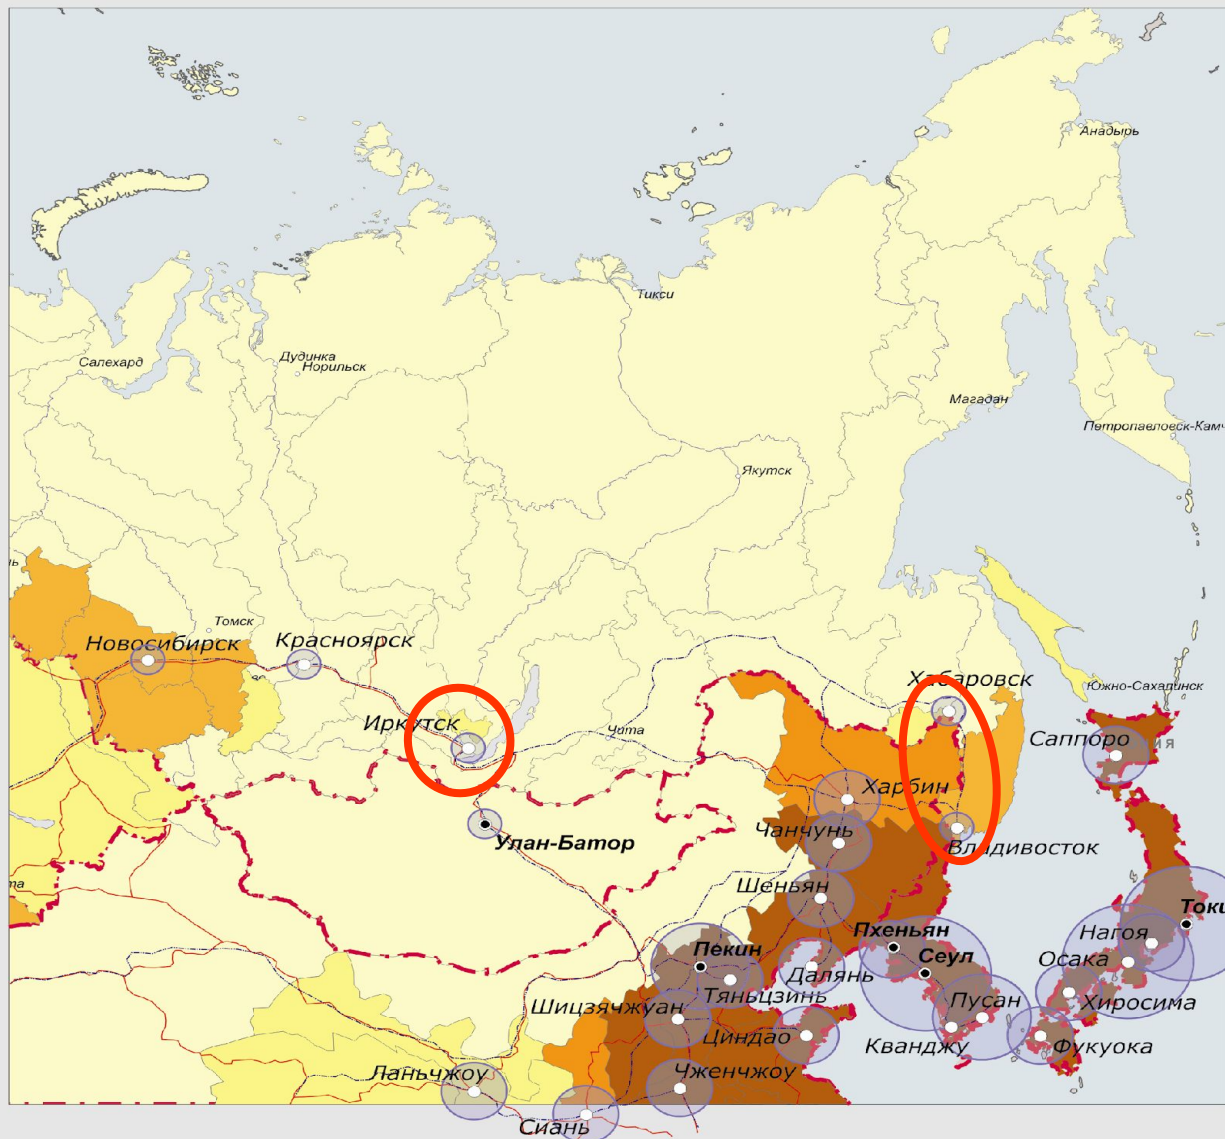 Анадырь
Тикси
Салехард
Дудинка
Норильск
Магадан
Петропавловск-Камч
Якутск
Томск
Новосибирск
Красноярск
Хабаровск
Южно-Сахалинск
Иркутск
Чита
Саппоро
Харбин
Улан-Батор
Чанчунь
Владивосток
Шеньян
Токи
Пхеньян
Нагоя
Пекин
Сеул
Осака
Далянь
Тяньцзинь
Шицзячжуан
Пусан
Хиросима
Циндао
Кванджу
Фукуока
Ланьчжоу
Чженчжоу
Сиань